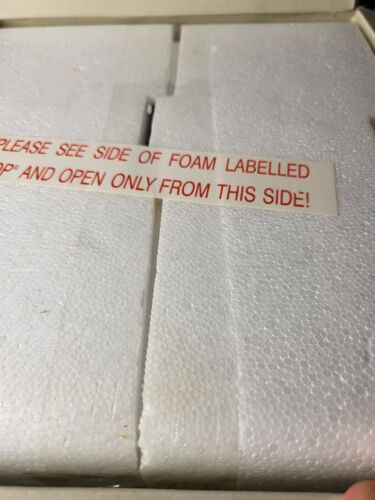 PLEASE SEE SIDE OF FOAM LABELLED
OP" AND OPEN ONLY FROM THIS SIDE!